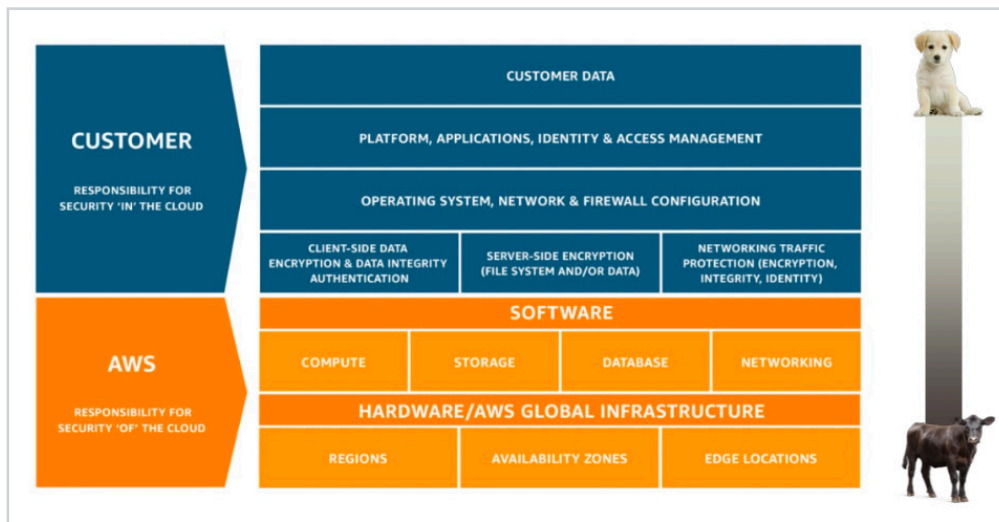 CUSTOMER
RESPONSIBILITY FOR
SECURITY ‘IN’ THE CLOUD
CUSTOMER DATA
PLATFORM, APPLICATIONS, IDENTITY & ACCESS MANAGEMENT
OPERATING SYSTEM, NETWORK & FIREWALL CONFIGURATION
CLIENT-SIDE DATA
ENCRYPTION & DATA INTEGRITY
AUTHENTICATION
SERVER-SIDE ENCRYPTION
(FILE SYSTEM AND/OR DATA)
NETWORKING TRAFFIC
PROTECTION (ENCRYPTION,
INTEGRITY, IDENTITY)
AWS
RESPONSIBILITY FOR
SECURITY ‘OF’ THE CLOUD
SOFTWARE
COMPUTE
STORAGE
DATABASE
NETWORKING
HARDWARE/AWS GLOBAL INFRASTRUCTURE
REGIONS
AVAILABILITY ZONES
EDGE LOCATIONS